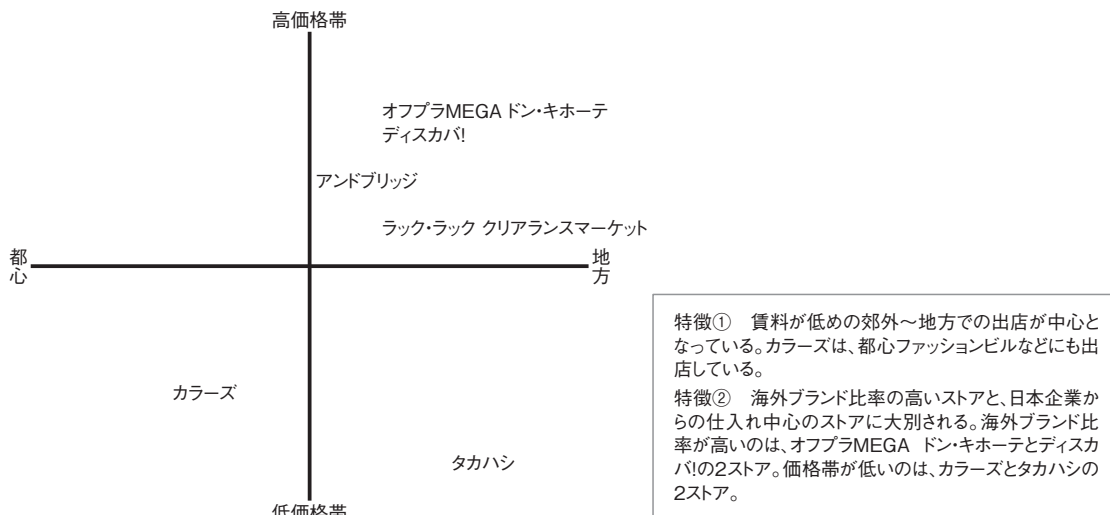 高価格帯
オフプラMEGA ドン・キホーテ
ディスカバ!
アンドブリッジ
ラック・ラック クリアランスマーケット
都心
地方
カラーズ
タカハシ
低価格帯
特徴① 賃料が低めの郊外〜地方での出店が中心と
なっている。カラーズは、都心ファッションビルなどにも出
店している。
特徴② 海外ブランド比率の高いストアと、日本企業か
らの仕入れ中心のストアに大別される。海外ブランド比
率が高いのは、オフプラMEGA ドン・キホーテとディスカ
バ!の2ストア。価格帯が低いのは、カラーズとタカハシの
2ストア。